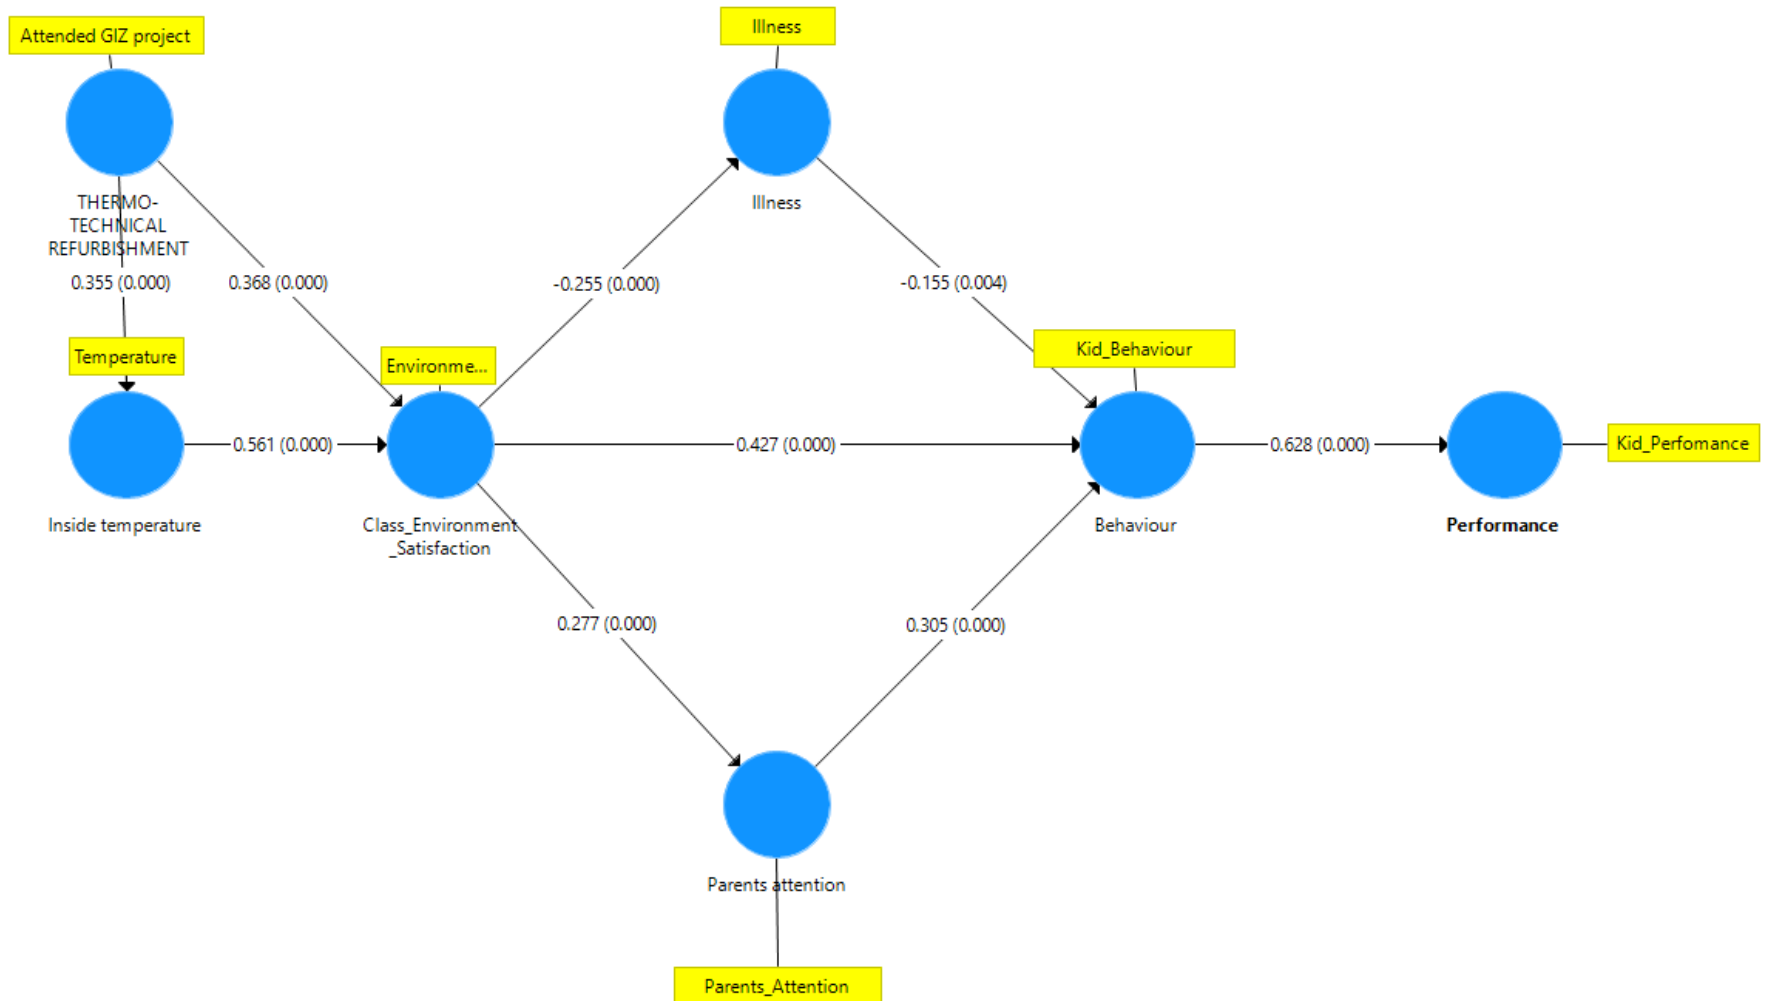 Attended GIZ project
Illness
THERMO-
TECHNICAL
REFURBISHMENT
Illness
0.355 (0.000)
0.368 (0.000)
-0.255 (0.000)
-0.155 (0.004)
Temperature
Environme...
Kid_Behaviour
0.561 (0.000)
0.427 (0.000)
0.628 (0.000)
Kid_Perfomance
Inside temperature
Class_Environment
_Satisfaction
Behaviour
Performance
0.277 (0.000)
0.305 (0.000)
Parents attention
Parents_Attention